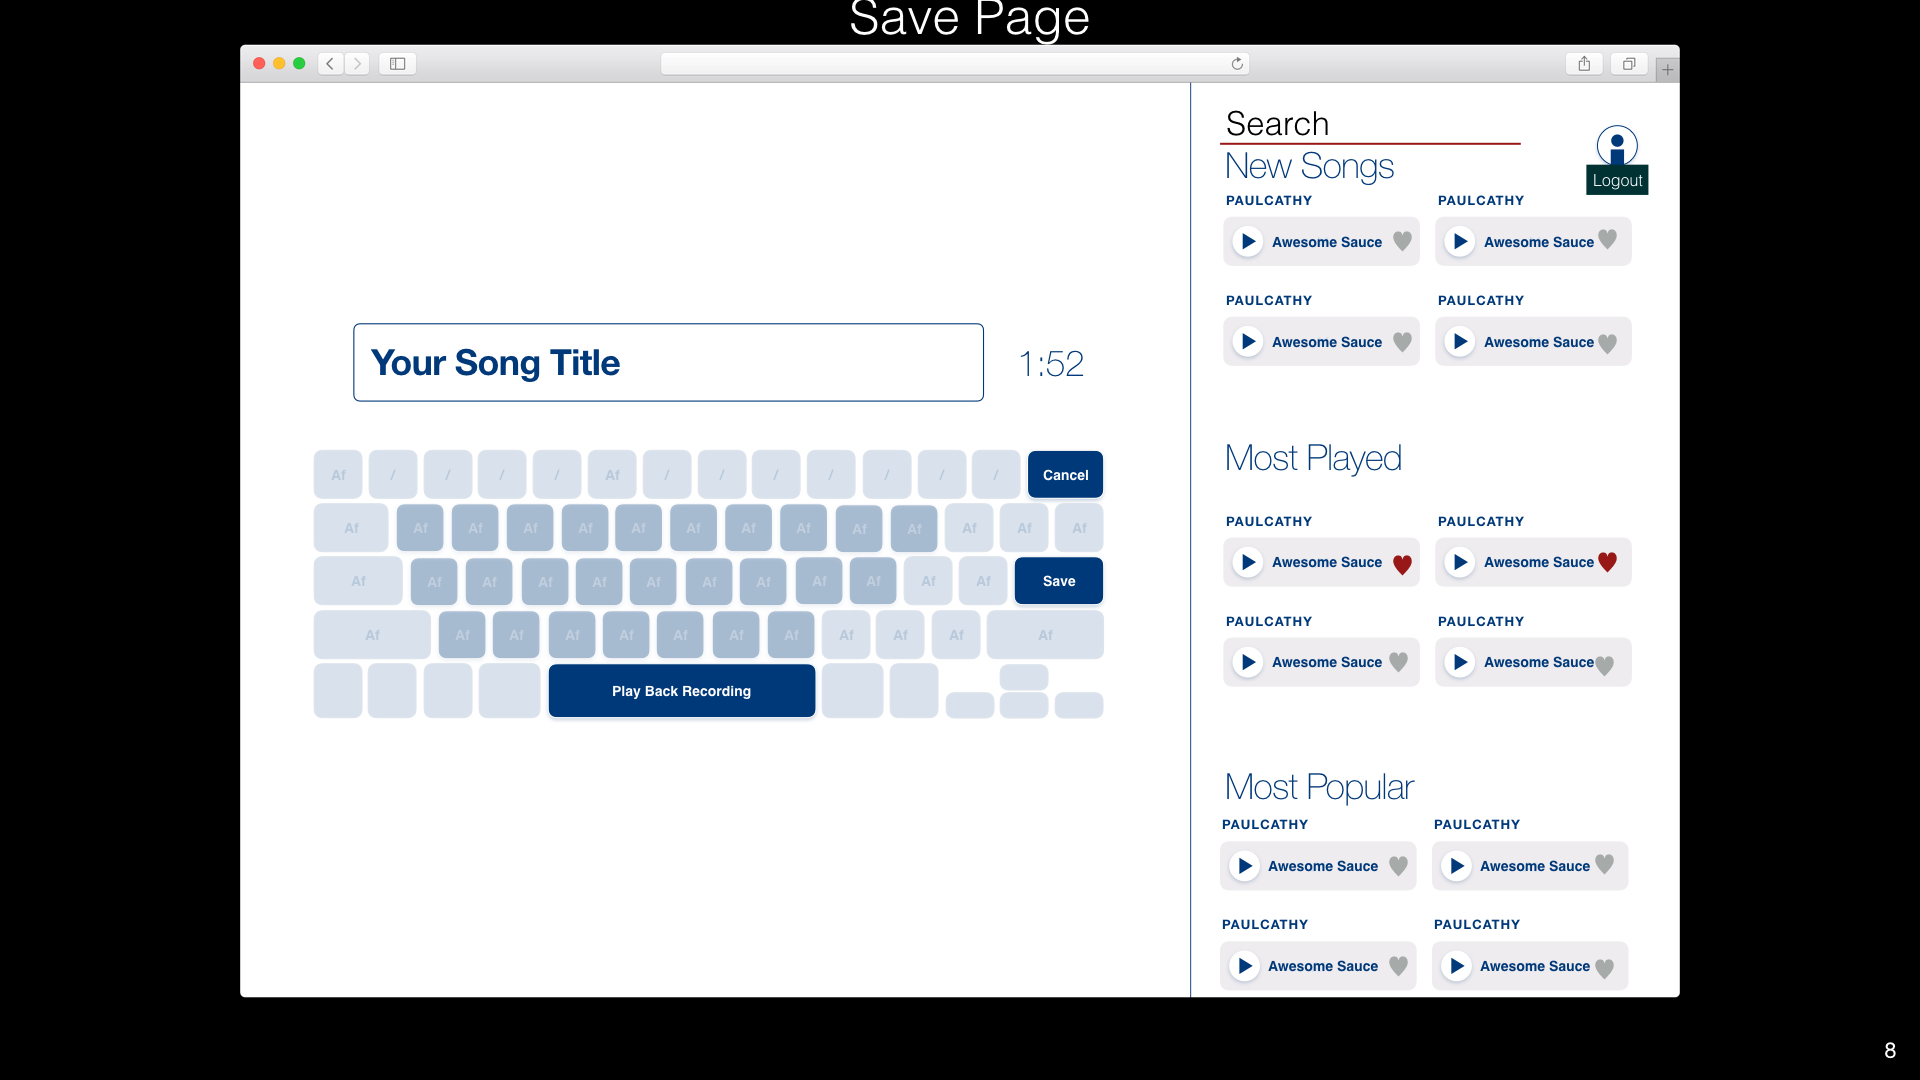 Save Page
Search
New Songs
Logout
PAULCATHY PAULCATHY
Awesome Sauce Awesome Sauce
PAULCATHY PAULCATHY
Awesome Sauce Awesome Sauce
Your Song Title 1:52
Most Played
Af / / / / Af / / / / / / / Cancel
Af Af Af Af Af Af Af Af Af Af Af Af Af Af
Af Af Af Af Af Af Af Af Af Af Af Af Save
Af Af Af Af Af Af Af Af Af Af Af Af
Play Back Recording
PAULCATHY PAULCATHY
Awesome Sauce Awesome Sauce
PAULCATHY PAULCATHY
Awesome Sauce Awesome Sauce
Most Popular
PAULCATHY PAULCATHY
Awesome Sauce Awesome Sauce
PAULCATHY PAULCATHY
Awesome Sauce Awesome Sauce
8